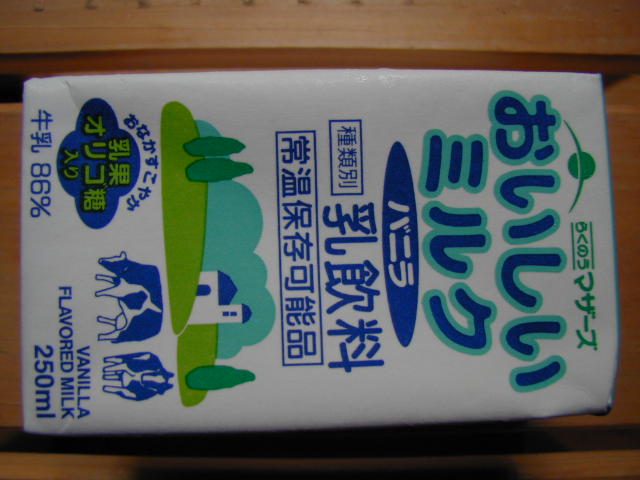 らくのうマザーズ
おいしい
ミルク
バニラ
種類別
乳飲料
常温保存可能品
おなかすこやか
乳果
オリゴ糖
入り
牛乳 86%
VANILLA
FLAVORED MILK
250ml